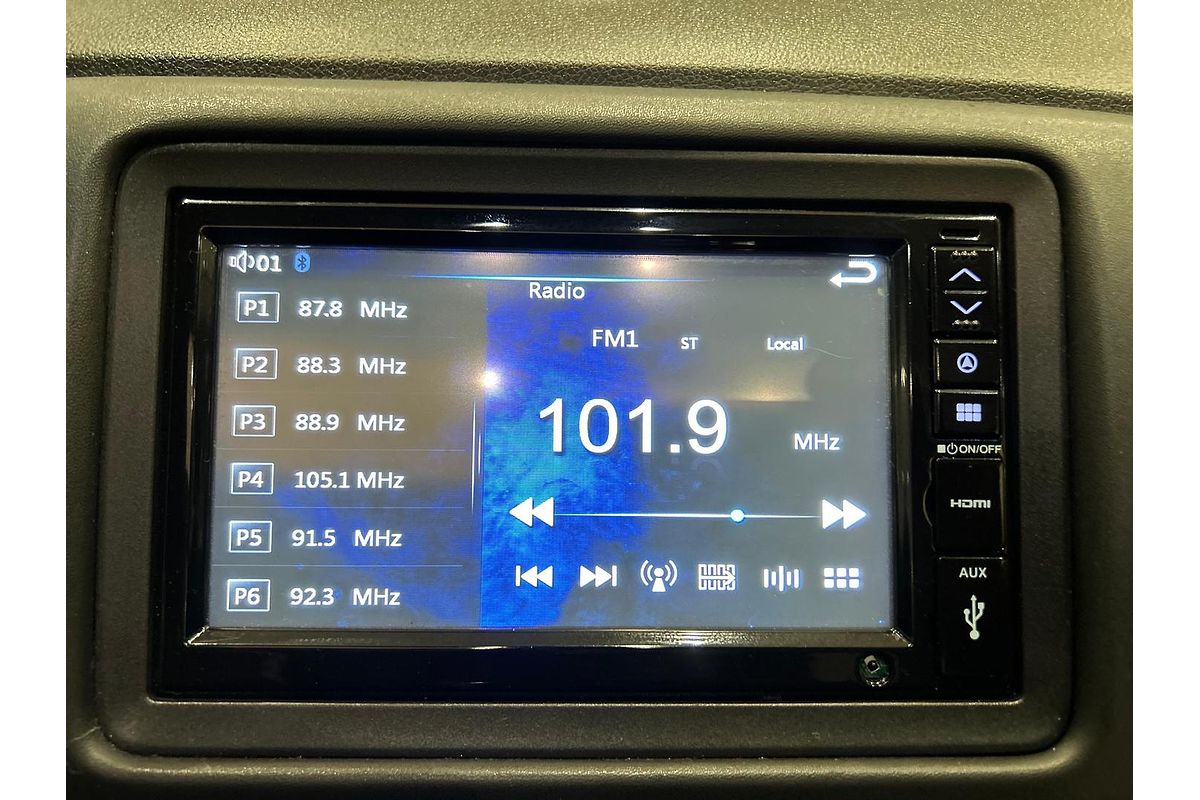 01
Radio
P1 87.8 MHz
P2 88.3 MHz
P3 88.9 MHz
P4 105.1 MHz
P5 91.5 MHz
P6 92.3 MHz
FM1 ST Local
101.9 MHz
ON/OFF
HDMI
AUX